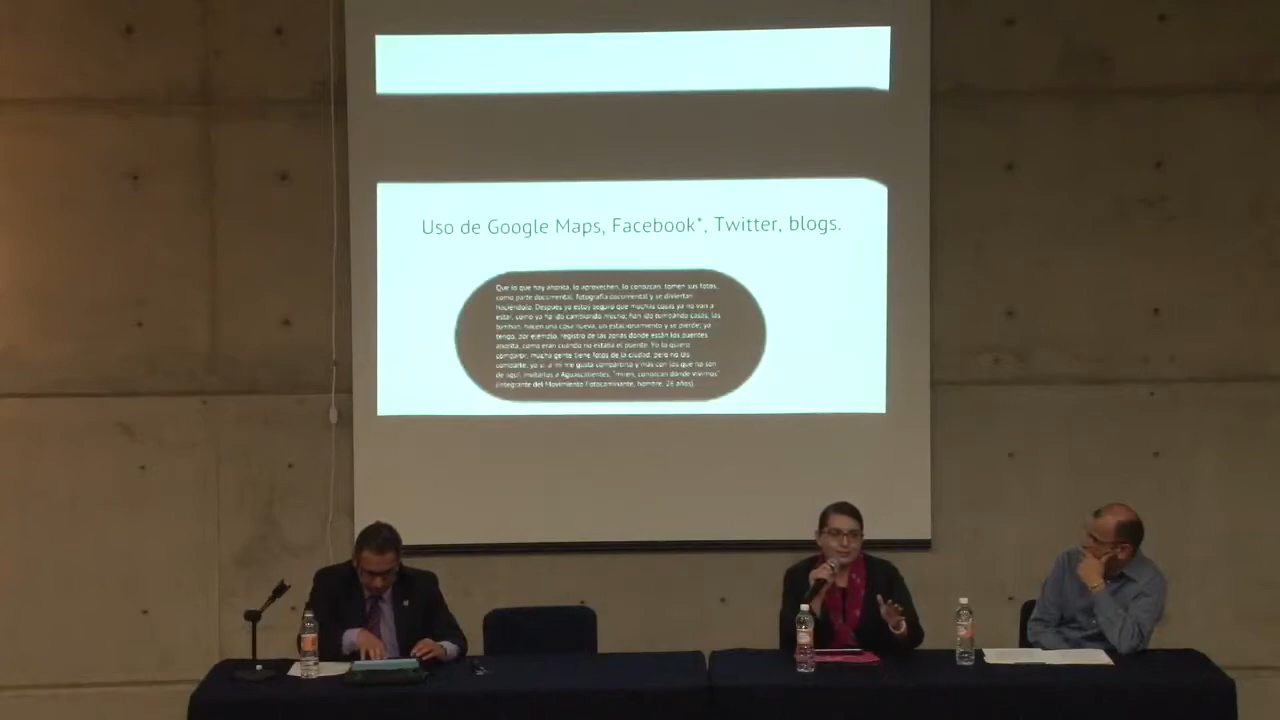 Uso de Google Maps, Facebook*, Twitter, blogs.
Que lo que hay ahorita, lo aprovechen, lo conozcan, tomen sus fotos,
como parte documental, fotografía documental y se diviertan
haciéndolo. Después yo estoy segura que muchas casas ya no van a
estar, como ya ha ido cambiando mucho; han ido tumbando casas, las
tumban, hacen una casa nueva, un estacionamiento y se pierde; yo
tengo, por ejemplo, registro de las zonas donde están los puentes
ahorita, como eran cuando no estaba el puente. Yo lo quiero
compartir, mucha gente tiene fotos de la ciudad, pero no las
comparte, yo sí, a mí me gusta compartirlo y más con los que no son
de aquí, invitarlos a Aguascalientes, "miren, conozcan dónde vivimos"
(integrante del Movimiento Fotocaminante, hombre, 26 años).